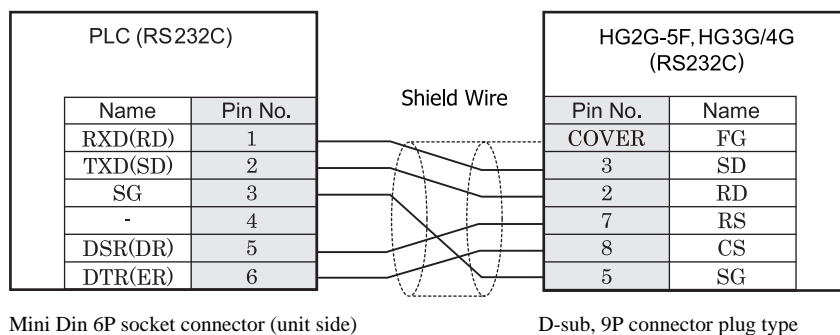 PLC (RS232C)
HG2G-5F, HG3G/4G
(RS232C)
Shield Wire
Name Pin No.
RXD(RD) 1
TXD(SD) 2
SG 3
- 4
DSR(DR) 5
DTR(ER) 6
Pin No. Name
COVER FG
3 SD
2 RD
7 RS
8 CS
5 SG
Mini Din 6P socket connector (unit side)
D-sub, 9P connector plug type